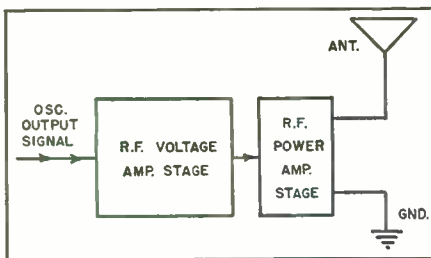 ANT.
OSC.
OUTPUT
SIGNAL
R.F. VOLTAGE
AMP. STAGE
R.F.
POWER
AMP.
STAGE
GND.